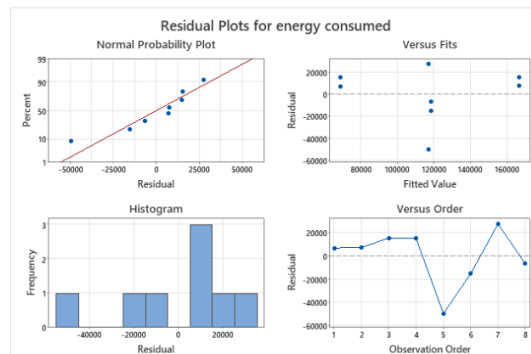 Residual Plots for energy consumed
Normal Probability Plot
99
90
50
10
1
Percent
-50000 -25000 0 25000 50000
Residual
Versus Fits
20000
0
-20000
-40000
-60000
Residual
80000 100000 120000 140000 160000
Fitted Value
Histogram
3
2
1
0
Frequency
-40000 -20000 0 20000
Residual
Versus Order
20000
0
-20000
-40000
-60000
Residual
1 2 3 4 5 6 7 8
Observation Order